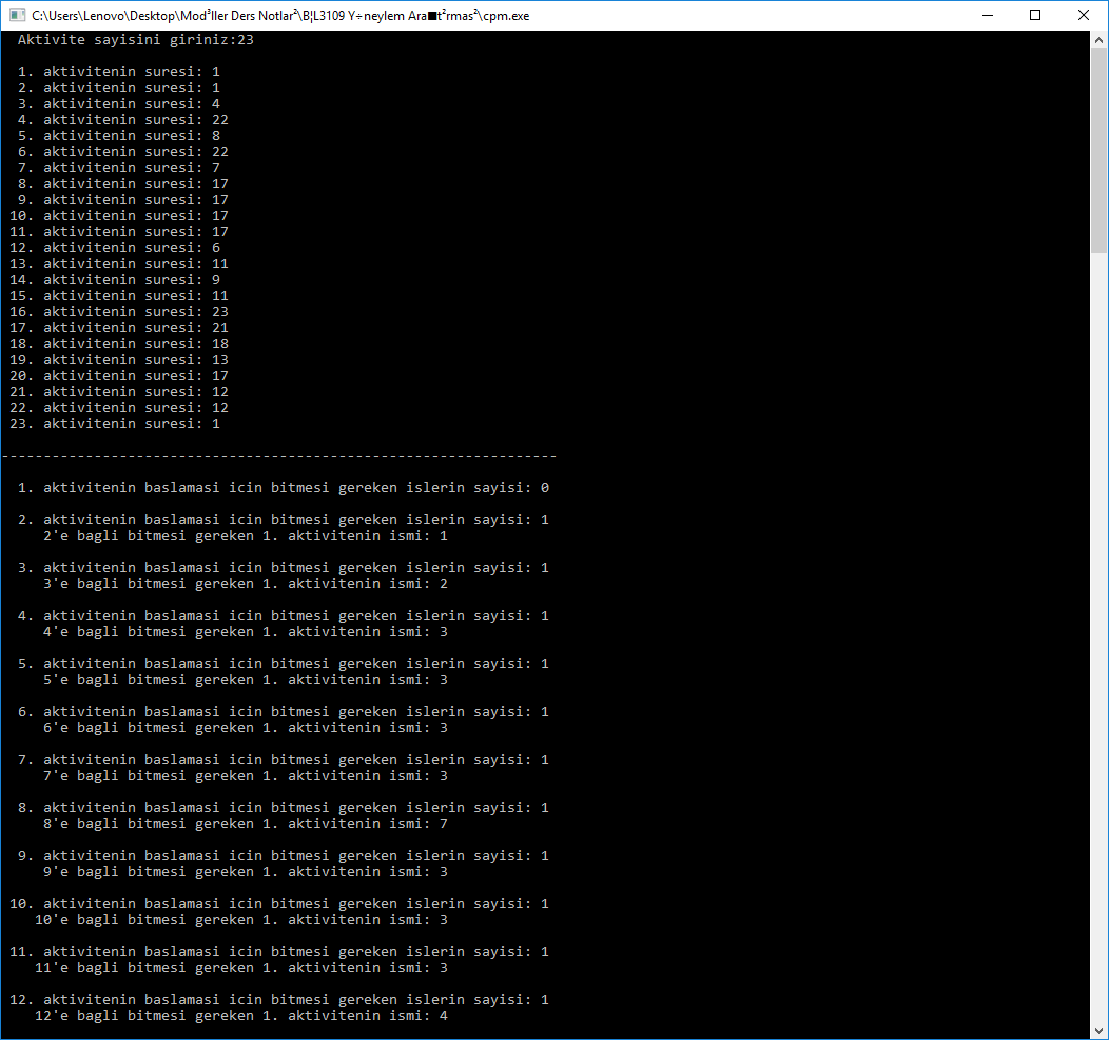 C:\Users\Lenovo\Desktop\Mod³ller Ders Notlar²\B¦L3109 Y÷neylem Ara■t²rmas²\cpm.exe
Aktivite sayisini giriniz:23
1. aktivitenin suresi: 1
2. aktivitenin suresi: 1
3. aktivitenin suresi: 4
4. aktivitenin suresi: 22
5. aktivitenin suresi: 8
6. aktivitenin suresi: 22
7. aktivitenin suresi: 7
8. aktivitenin suresi: 17
9. aktivitenin suresi: 17
10. aktivitenin suresi: 17
11. aktivitenin suresi: 17
12. aktivitenin suresi: 6
13. aktivitenin suresi: 11
14. aktivitenin suresi: 9
15. aktivitenin suresi: 11
16. aktivitenin suresi: 23
17. aktivitenin suresi: 21
18. aktivitenin suresi: 18
19. aktivitenin suresi: 13
20. aktivitenin suresi: 17
21. aktivitenin suresi: 12
22. aktivitenin suresi: 12
23. aktivitenin suresi: 1
------------------------------------------------------------------
1. aktivitenin baslamasi icin bitmesi gereken islerin sayisi: 0
2. aktivitenin baslamasi icin bitmesi gereken islerin sayisi: 1
2'e bagli bitmesi gereken 1. aktivitenin ismi: 1
3. aktivitenin baslamasi icin bitmesi gereken islerin sayisi: 1
3'e bagli bitmesi gereken 1. aktivitenin ismi: 2
4. aktivitenin baslamasi icin bitmesi gereken islerin sayisi: 1
4'e bagli bitmesi gereken 1. aktivitenin ismi: 3
5. aktivitenin baslamasi icin bitmesi gereken islerin sayisi: 1
5'e bagli bitmesi gereken 1. aktivitenin ismi: 3
6. aktivitenin baslamasi icin bitmesi gereken islerin sayisi: 1
6'e bagli bitmesi gereken 1. aktivitenin ismi: 3
7. aktivitenin baslamasi icin bitmesi gereken islerin sayisi: 1
7'e bagli bitmesi gereken 1. aktivitenin ismi: 3
8. aktivitenin baslamasi icin bitmesi gereken islerin sayisi: 1
8'e bagli bitmesi gereken 1. aktivitenin ismi: 7
9. aktivitenin baslamasi icin bitmesi gereken islerin sayisi: 1
9'e bagli bitmesi gereken 1. aktivitenin ismi: 3
10. aktivitenin baslamasi icin bitmesi gereken islerin sayisi: 1
10'e bagli bitmesi gereken 1. aktivitenin ismi: 3
11. aktivitenin baslamasi icin bitmesi gereken islerin sayisi: 1
11'e bagli bitmesi gereken 1. aktivitenin ismi: 3
12. aktivitenin baslamasi icin bitmesi gereken islerin sayisi: 1
12'e bagli bitmesi gereken 1. aktivitenin ismi: 4